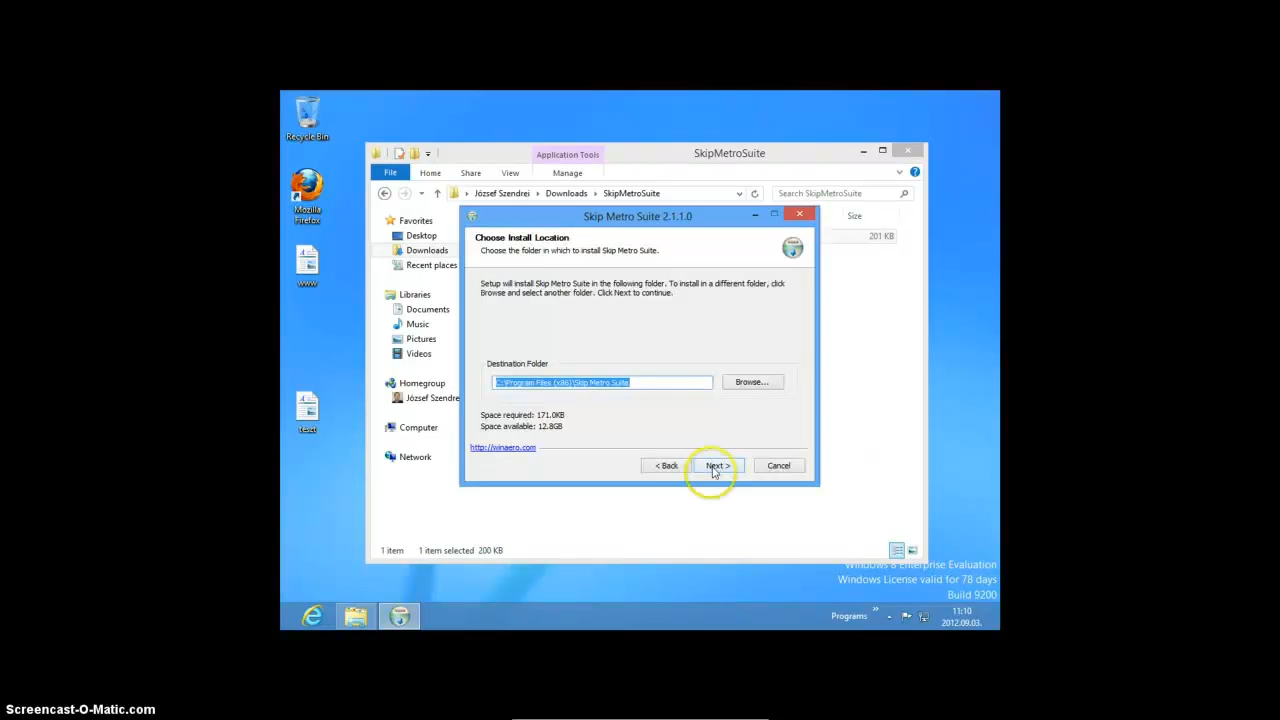 Recycle Bin
Mozilla
Firefox
www
teszt
Application Tools
SkipMetroSuite
File
Home
Share
View
Manage
József Szendrei
Downloads
SkipMetroSuite
Search SkipMetroSuite
Favorites
Desktop
Downloads
Recent places
Libraries
Documents
Music
Pictures
Videos
Homegroup
József Szendre
Computer
Network
Size
201 KB
Skip Metro Suite 2.1.1.0
Choose Install Location
Choose the folder in which to install Skip Metro Suite.
Setup will install Skip Metro Suite in the following folder. To install in a different folder, click
Browse and select another folder. Click Next to continue.
Destination Folder
C:\Program Files (x86)\Skip Metro Suite
Browse...
Space required: 171.0KB
Space available: 12.8GB
http://winaero.com
< Back
Next >
Cancel
1 item
1 item selected 200 KB
Windows 8 Enterprise Evaluation
Windows License valid for 78 days
Build 9200
Programs
11:10
2012.09.03.
Screencast-O-Matic.com